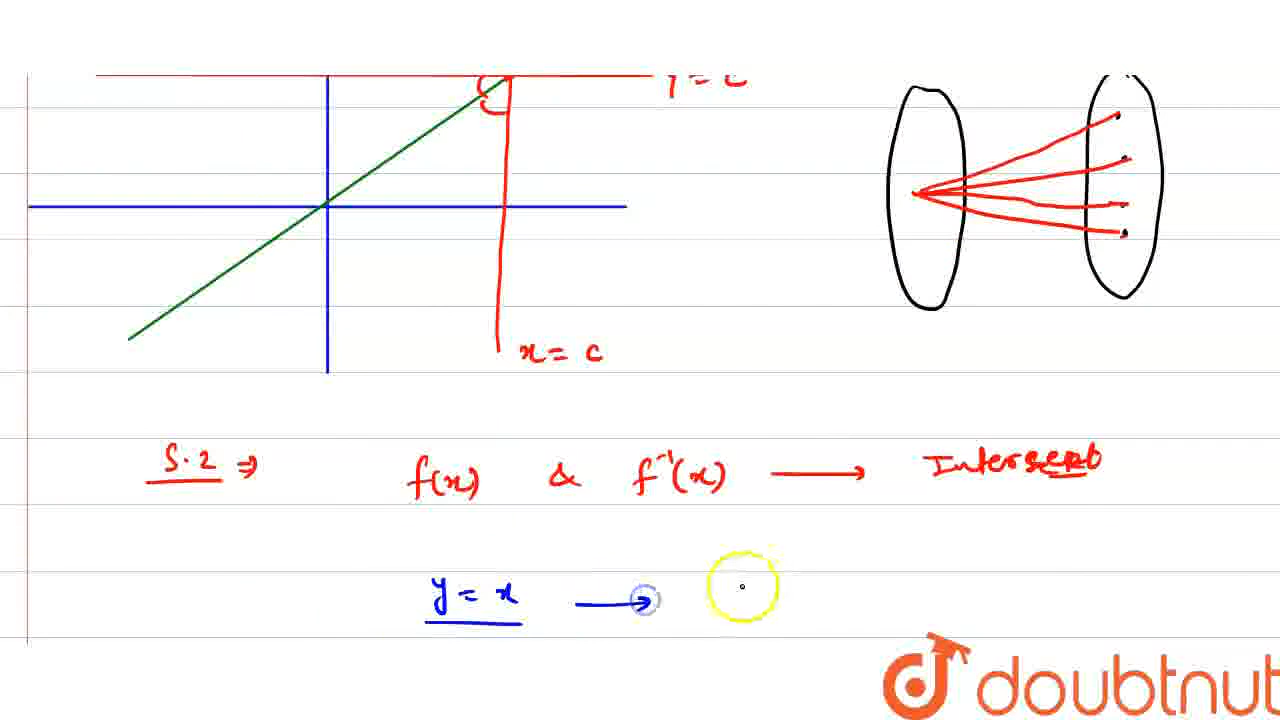 y = c
x = c
S.2 ⇒ f(x) & f⁻¹(x) → Intersect
y = x →
doubtnut